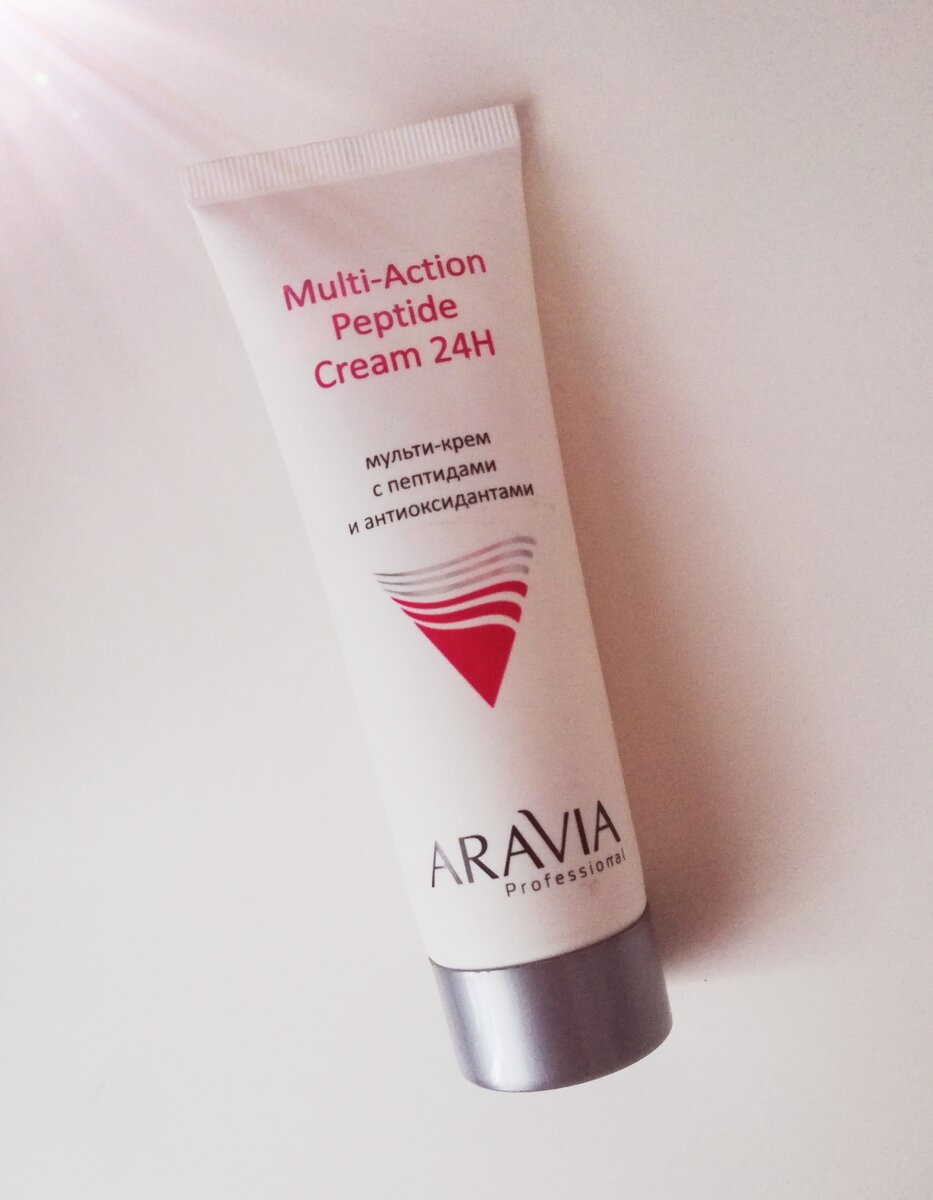 Multi-Action
Peptide
Cream 24H
мульти-крем
с пептидами
и антиоксидантами
ARAVIA
Professional